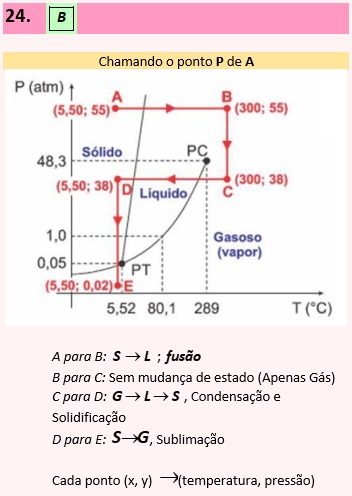 24. B
Chamando o ponto P de A
P (atm)
A
B
(5,50; 55)
(300; 55)
Sólido
PC
48,3
(5,50; 38)
D
Líquido
(300; 38)
C
1,0
Gasoso
(vapor)
0,05
PT
(5,50; 0,02)
E
5,52
80,1
289
T (°C)
A para B: S → L ; fusão
B para C: Sem mudança de estado (Apenas Gás)
C para D: G → L → S , Condensação e
Solidificação
D para E: S→G, Sublimação
Cada ponto (x, y) →(temperatura, pressão)